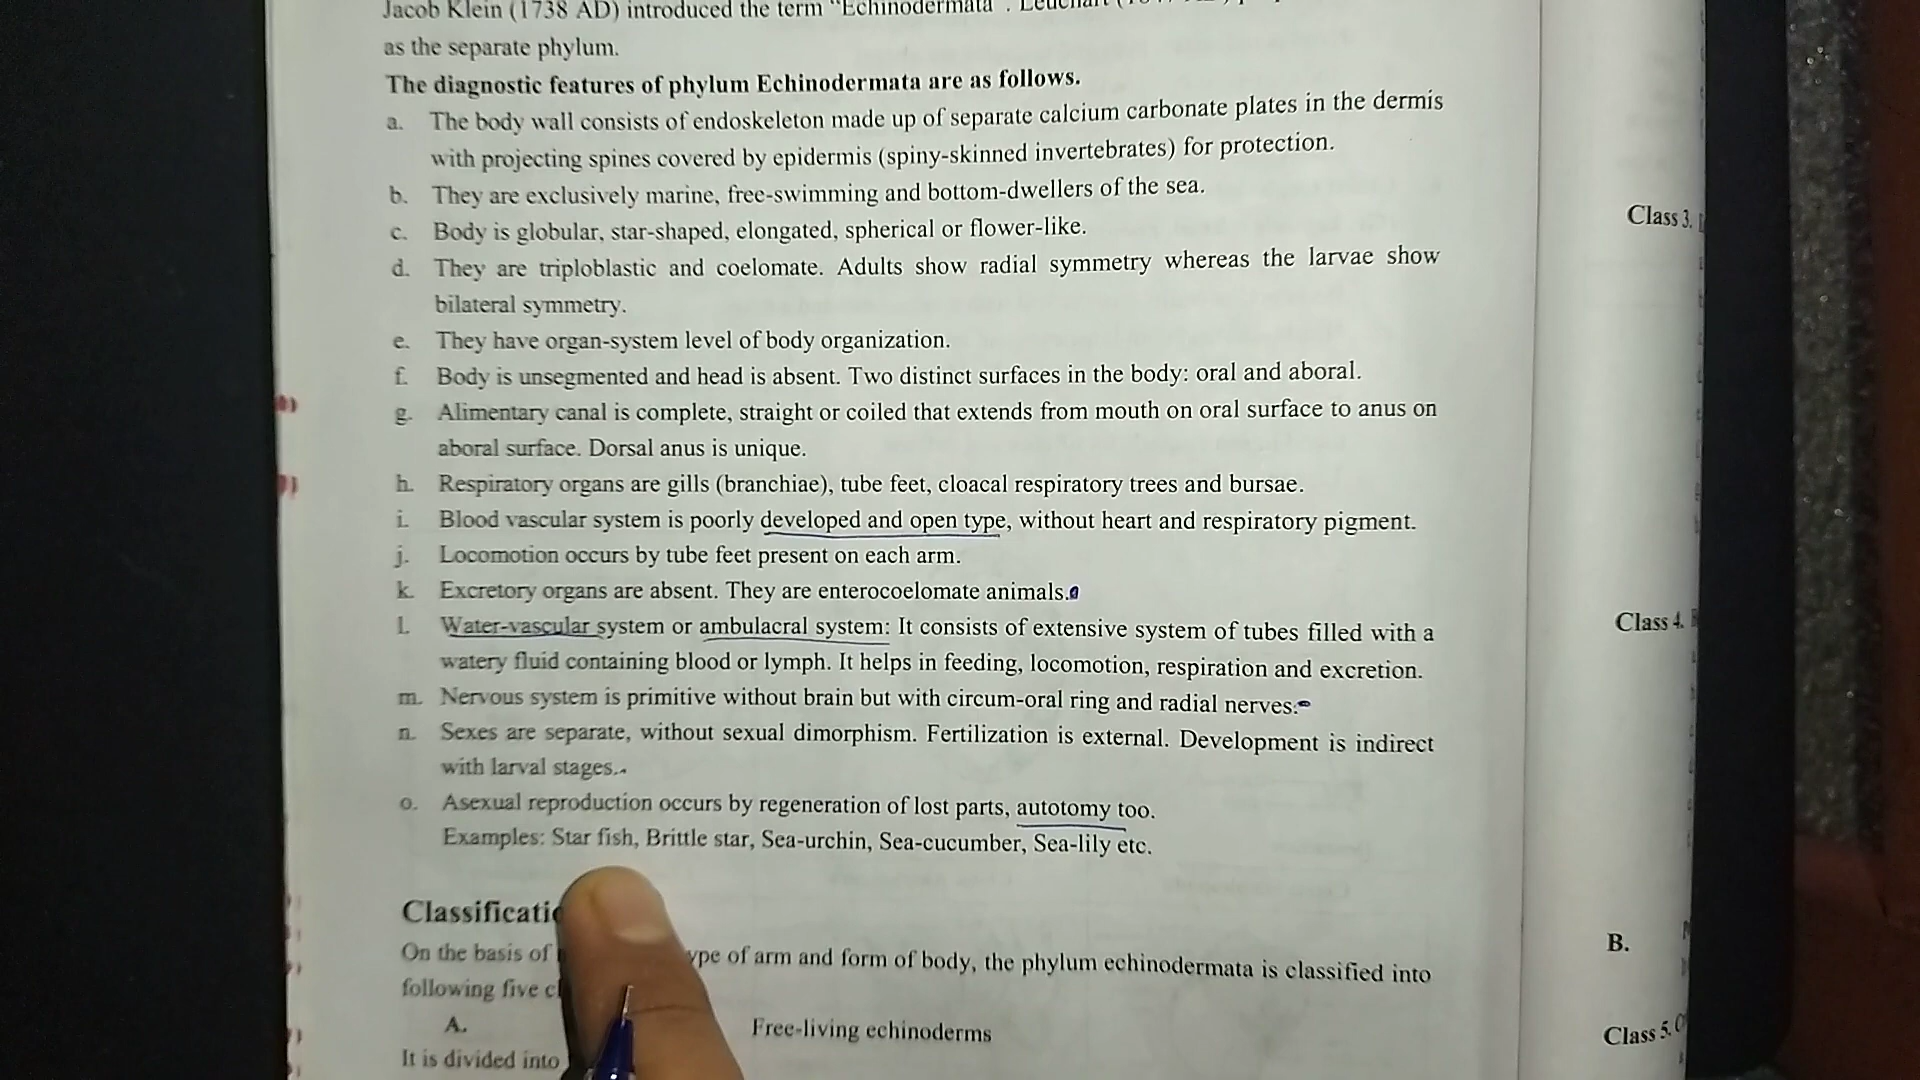 Jacob Klein (1738 AD) introduced the term "Echinodermata".
as the separate phylum.
The diagnostic features of phylum Echinodermata are as follows.
a. The body wall consists of endoskeleton made up of separate calcium carbonate plates in the dermis
with projecting spines covered by epidermis (spiny-skinned invertebrates) for protection.
b. They are exclusively marine, free-swimming and bottom-dwellers of the sea.
c. Body is globular, star-shaped, elongated, spherical or flower-like.
d. They are triploblastic and coelomate. Adults show radial symmetry whereas the larvae show
bilateral symmetry.
e. They have organ-system level of body organization.
f. Body is unsegmented and head is absent. Two distinct surfaces in the body: oral and aboral.
g. Alimentary canal is complete, straight or coiled that extends from mouth on oral surface to anus on
aboral surface. Dorsal anus is unique.
h. Respiratory organs are gills (branchiae), tube feet, cloacal respiratory trees and bursae.
i. Blood vascular system is poorly developed and open type, without heart and respiratory pigment.
j. Locomotion occurs by tube feet present on each arm.
k. Excretory organs are absent. They are enterocoelomate animals.
l. Water-vascular system or ambulacral system: It consists of extensive system of tubes filled with a
watery fluid containing blood or lymph. It helps in feeding, locomotion, respiration and excretion.
m. Nervous system is primitive without brain but with circum-oral ring and radial nerves.
n. Sexes are separate, without sexual dimorphism. Fertilization is external. Development is indirect
with larval stages.
o. Asexual reproduction occurs by regeneration of lost parts, autotomy too.
Examples: Star fish, Brittle star, Sea-urchin, Sea-cucumber, Sea-lily etc.
On the basis of of arm and form of body, the phylum echinodermata is classified into
following five
A. Free-living echinoderms
It is divided into
Class 3.
Class 4.
B.
Class 5.